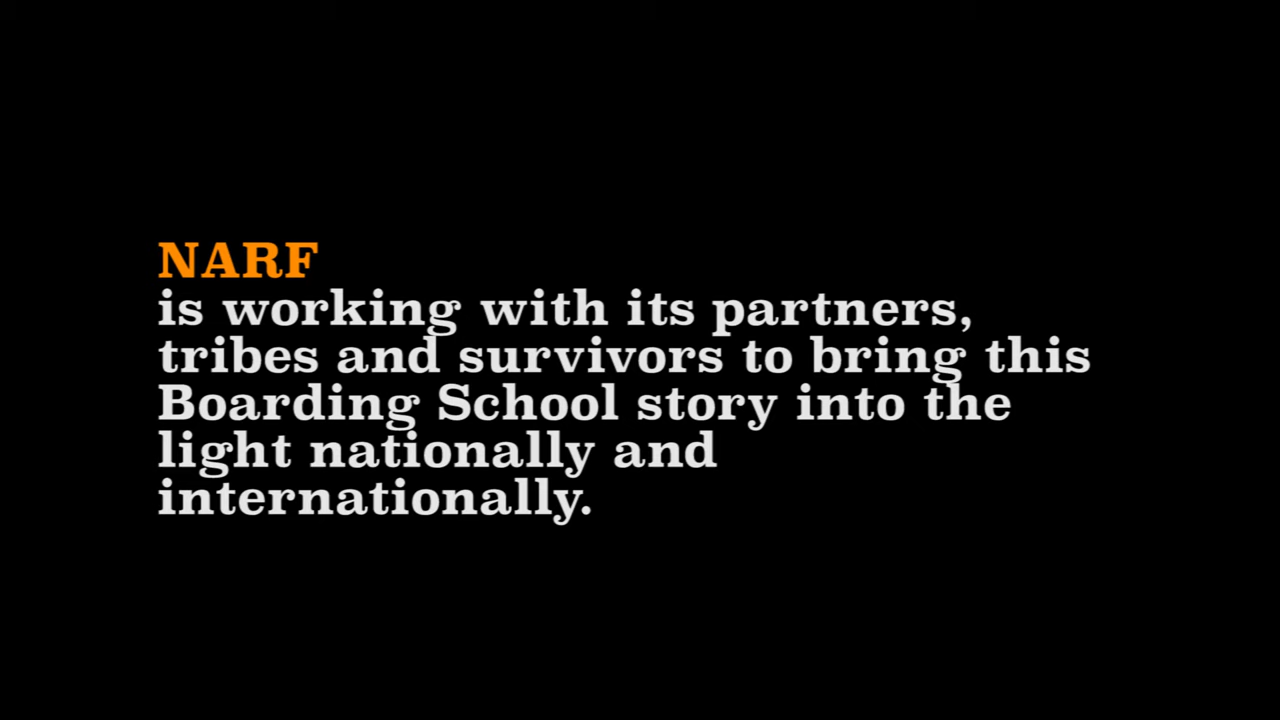 NARF
is working with its partners,
tribes and survivors to bring this
Boarding School story into the
light nationally and
internationally.